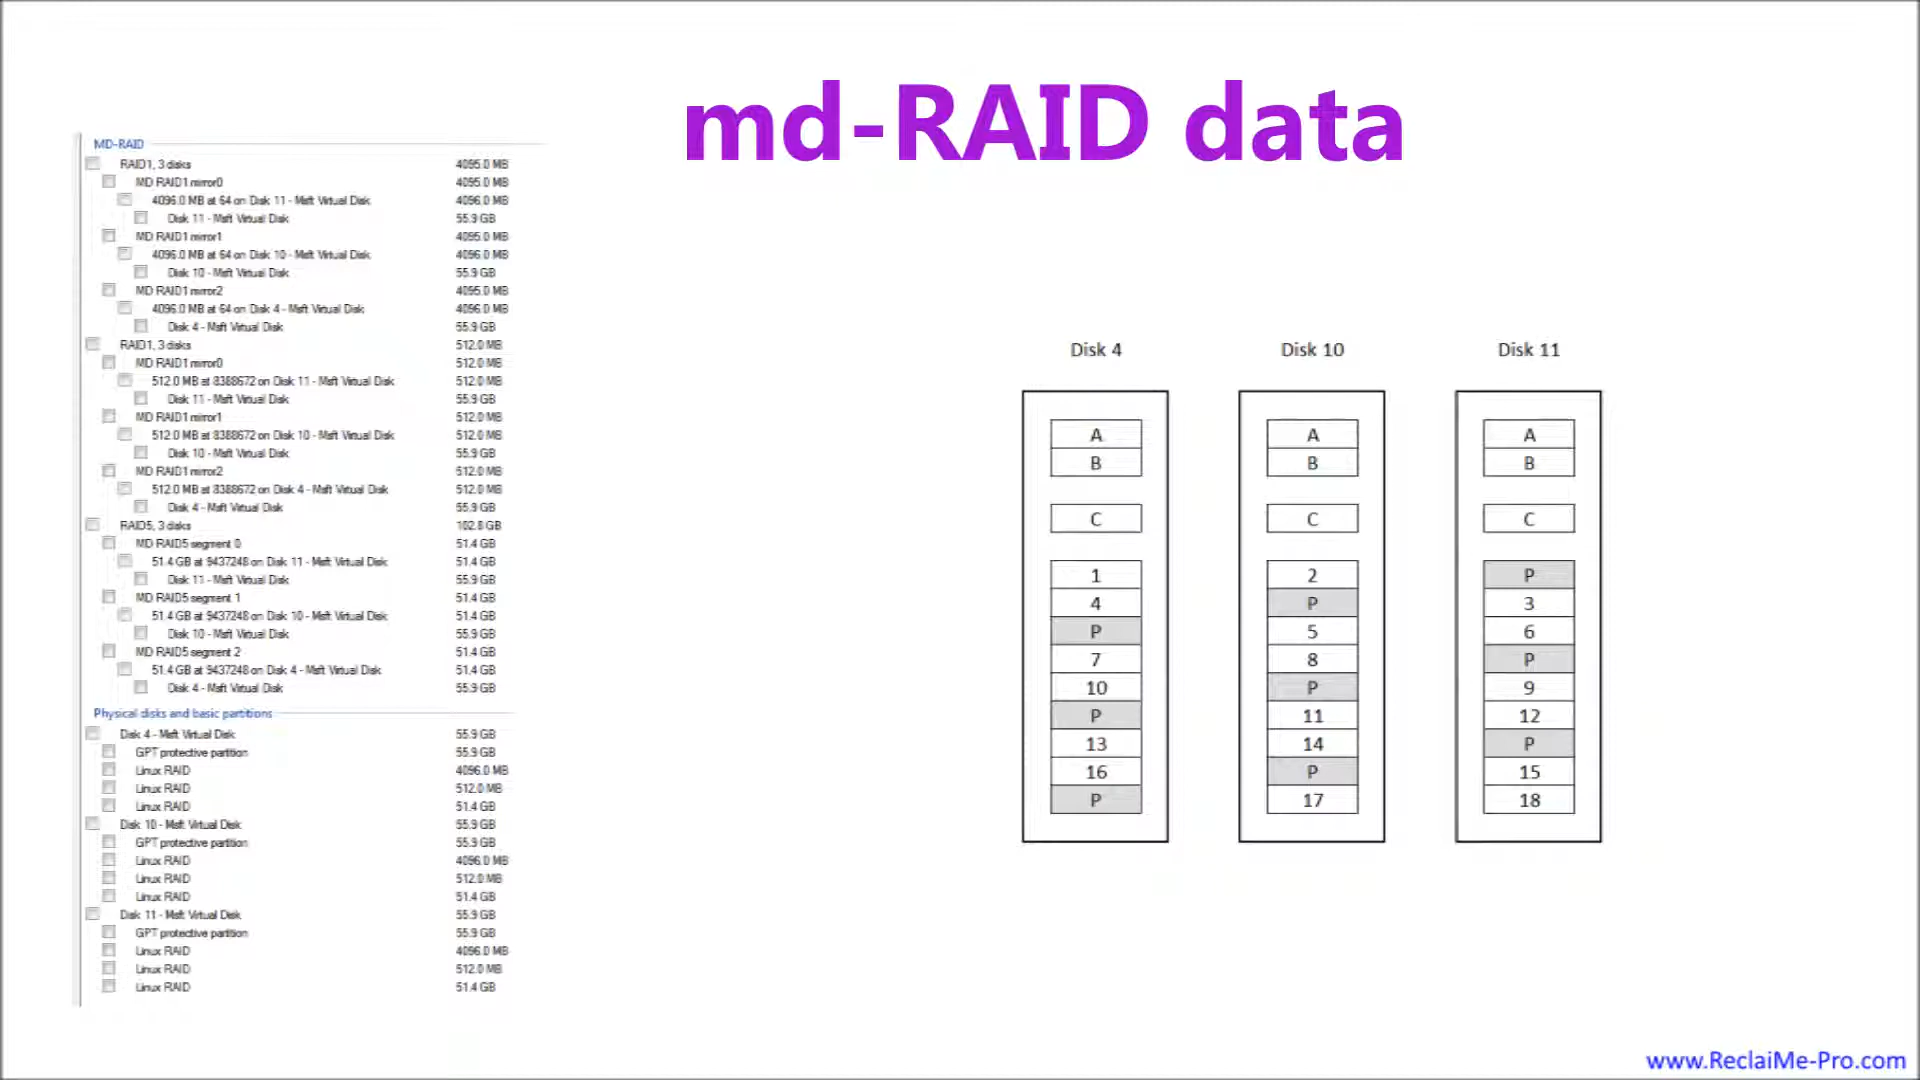 md-RAID data
MD-RAID
RAID1, 3 disks 4095.0 MB
MD RAID1 mirror0 4095.0 MB
4096.0 MB at 64 on Disk 11 - Msft Virtual Disk 4096.0 MB
Disk 11 - Msft Virtual Disk 55.9 GB
MD RAID1 mirror1 4095.0 MB
4096.0 MB at 64 on Disk 10 - Msft Virtual Disk 4096.0 MB
Disk 10 - Msft Virtual Disk 55.9 GB
MD RAID1 mirror2 4095.0 MB
4096.0 MB at 64 on Disk 4 - Msft Virtual Disk 4096.0 MB
Disk 4 - Msft Virtual Disk 55.9 GB
RAID1, 3 disks 512.0 MB
MD RAID1 mirror0 512.0 MB
512.0 MB at 8388672 on Disk 11 - Msft Virtual Disk 512.0 MB
Disk 11 - Msft Virtual Disk 55.9 GB
MD RAID1 mirror1 512.0 MB
512.0 MB at 8388672 on Disk 10 - Msft Virtual Disk 512.0 MB
Disk 10 - Msft Virtual Disk 55.9 GB
MD RAID1 mirror2 512.0 MB
512.0 MB at 8388672 on Disk 4 - Msft Virtual Disk 512.0 MB
Disk 4 - Msft Virtual Disk 55.9 GB
RAID5, 3 disks 102.8 GB
MD RAID5 segment 0 51.4 GB
51.4 GB at 9437248 on Disk 11 - Msft Virtual Disk 51.4 GB
Disk 11 - Msft Virtual Disk 55.9 GB
MD RAID5 segment 1 51.4 GB
51.4 GB at 9437248 on Disk 10 - Msft Virtual Disk 51.4 GB
Disk 10 - Msft Virtual Disk 55.9 GB
MD RAID5 segment 2 51.4 GB
51.4 GB at 9437248 on Disk 4 - Msft Virtual Disk 51.4 GB
Disk 4 - Msft Virtual Disk 55.9 GB
Physical disks and basic partitions
Disk 4 - Msft Virtual Disk 55.9 GB
GPT protective partition 55.9 GB
Linux RAID 4096.0 MB
Linux RAID 512.0 MB
Linux RAID 51.4 GB
Disk 10 - Msft Virtual Disk 55.9 GB
GPT protective partition 55.9 GB
Linux RAID 4096.0 MB
Linux RAID 512.0 MB
Linux RAID 51.4 GB
Disk 11 - Msft Virtual Disk 55.9 GB
GPT protective partition 55.9 GB
Linux RAID 4096.0 MB
Linux RAID 512.0 MB
Linux RAID 51.4 GB
Disk 4 Disk 10 Disk 11
A A A
B B B
C C C
1 2 P
4 P 3
P 5 6
7 8 P
10 P 9
P 11 12
13 14 P
16 P 15
P 17 18
www.ReclaiMe-Pro.com